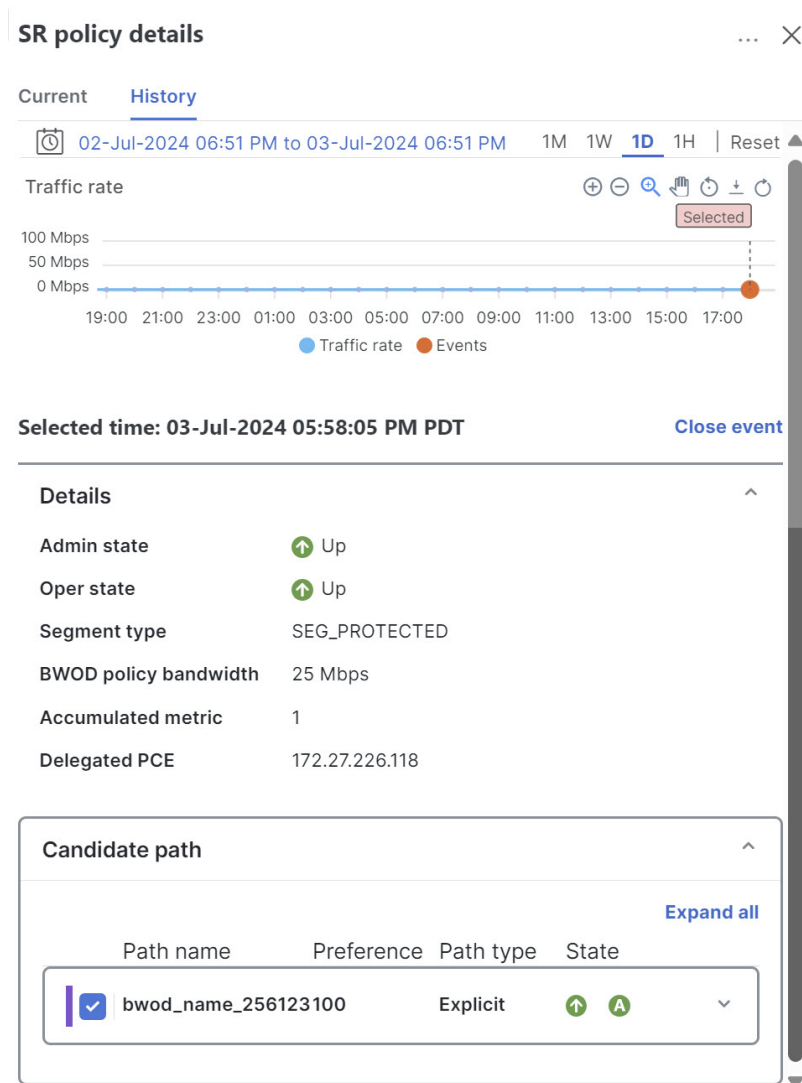 SR policy details
Current History
02-Jul-2024 06:51 PM to 03-Jul-2024 06:51 PM 1M 1W 1D 1H Reset
Traffic rate
Selected
100 Mbps
50 Mbps
0 Mbps
19:00 21:00 23:00 01:00 03:00 05:00 07:00 09:00 11:00 13:00 15:00 17:00
Traffic rate Events
Selected time: 03-Jul-2024 05:58:05 PM PDT Close event
Details
Admin state Up
Oper state Up
Segment type SEG_PROTECTED
BWOD policy bandwidth 25 Mbps
Accumulated metric 1
Delegated PCE 172.27.226.118
Candidate path
Expand all
Path name Preference Path type State
bwod_name_256123100 Explicit A